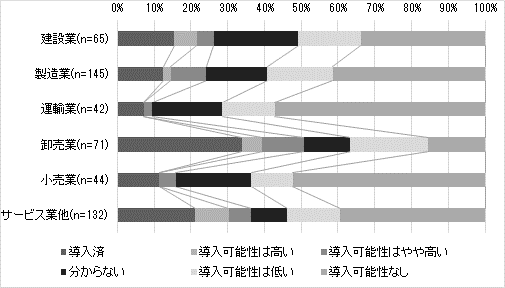 0% 10% 20% 30% 40% 50% 60% 70% 80% 90% 100%
建設業(n=65)
製造業(n=145)
運輸業(n=42)
卸売業(n=71)
小売業(n=44)
サービス業他(n=132)
導入済 導入可能性は高い 導入可能性はやや高い
分からない 導入可能性は低い 導入可能性なし